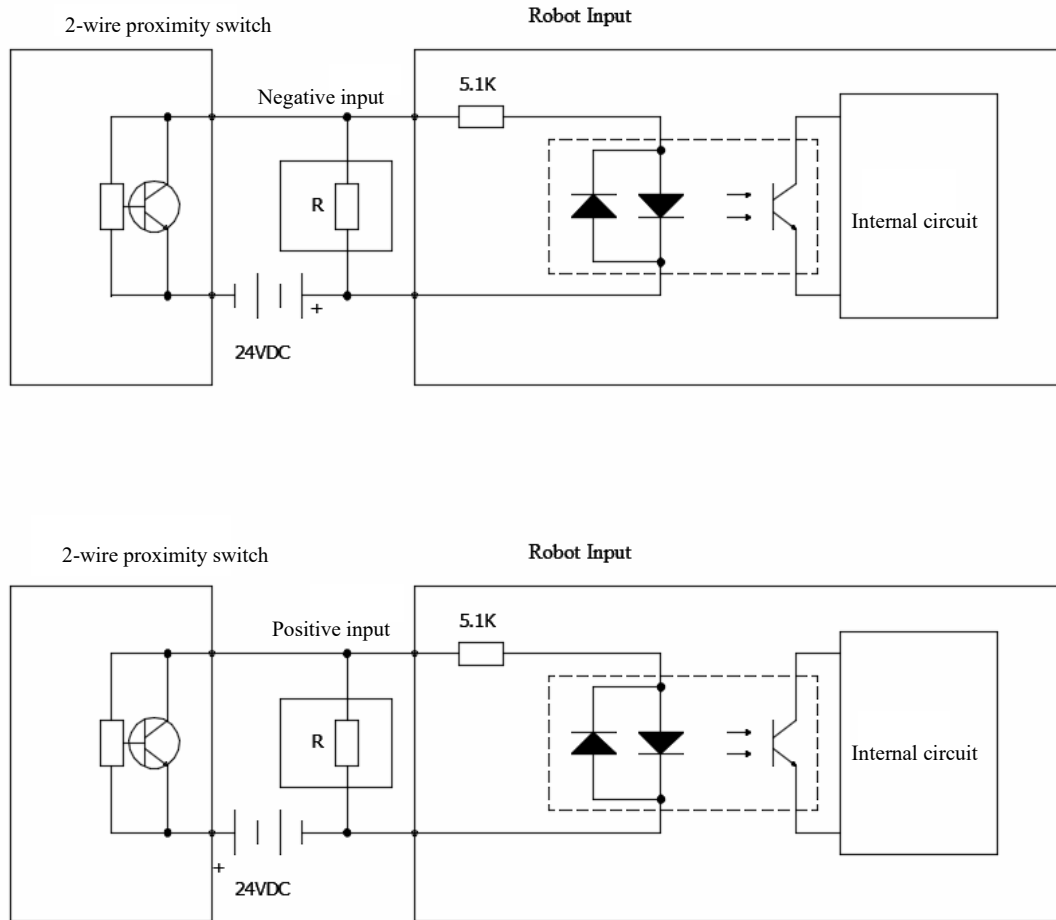 2-wire proximity switch
Robot Input
Negative input
5.1K
R
Internal circuit
+
24VDC
2-wire proximity switch
Robot Input
Positive input
5.1K
R
Internal circuit
+
24VDC